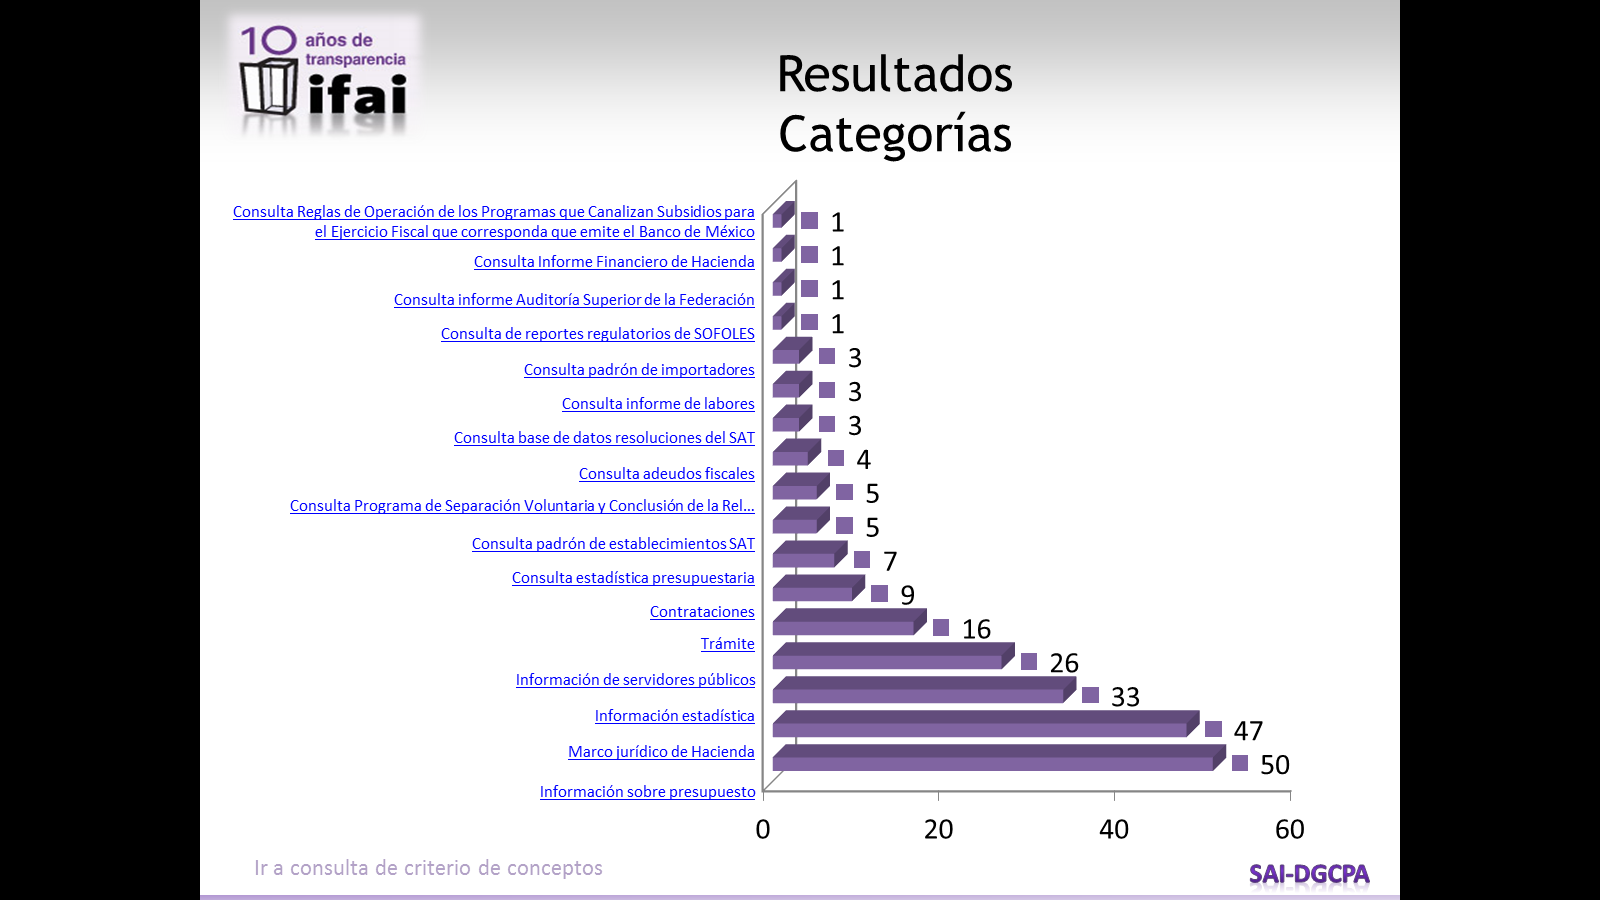 10 años de
transparencia
ifai
Resultados
Categorías
Consulta Reglas de Operación de los Programas que Canalizan Subsidios para
el Ejercicio Fiscal que corresponda que emite el Banco de México
Consulta Informe Financiero de Hacienda
Consulta informe Auditoría Superior de la Federación
Consulta de reportes regulatorios de SOFOLES
Consulta padrón de importadores
Consulta informe de labores
Consulta base de datos resoluciones del SAT
Consulta adeudos fiscales
Consulta Programa de Separación Voluntaria y Conclusión de la Rel...
Consulta padrón de establecimientos SAT
Consulta estadística presupuestaria
Contrataciones
Trámite
Información de servidores públicos
Información estadística
Marco jurídico de Hacienda
Información sobre presupuesto
1
1
1
1
3
3
3
4
5
5
7
9
16
26
33
47
50
0 20 40 60
Ir a consulta de criterio de conceptos
SAI-DGCPA